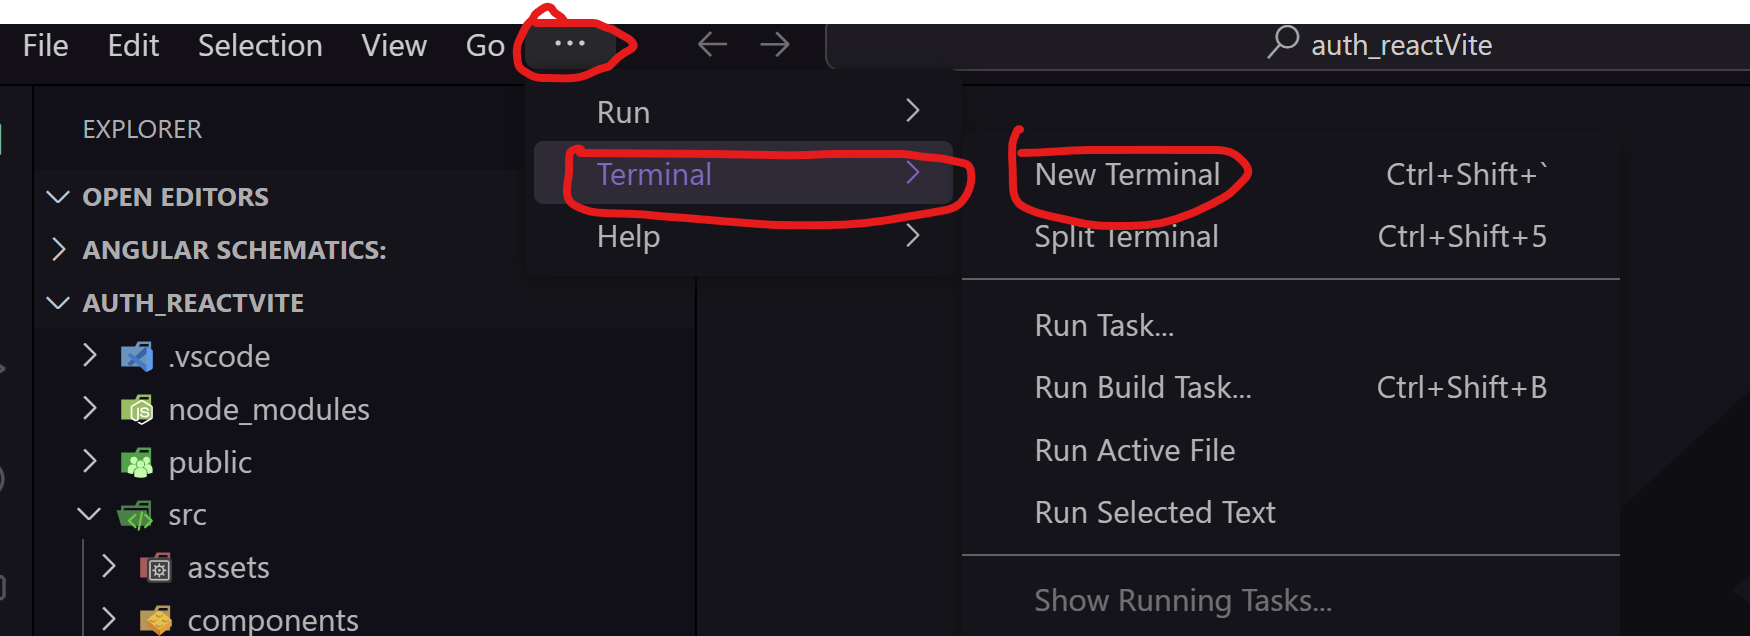 File Edit Selection View Go ··· auth_reactVite
EXPLORER
OPEN EDITORS
ANGULAR SCHEMATICS:
AUTH_REACTVITE
.vscode
node_modules
public
src
assets
components
Run
Terminal
Help
New Terminal Ctrl+Shift+`
Split Terminal Ctrl+Shift+5
Run Task...
Run Build Task... Ctrl+Shift+B
Run Active File
Run Selected Text
Show Running Tasks...